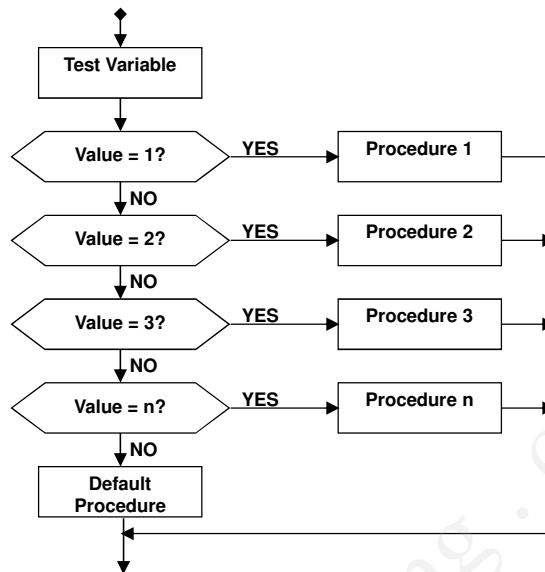 Test Variable
Value = 1?
YES
Procedure 1
NO
Value = 2?
YES
Procedure 2
NO
Value = 3?
YES
Procedure 3
NO
Value = n?
YES
Procedure n
NO
Default
Procedure